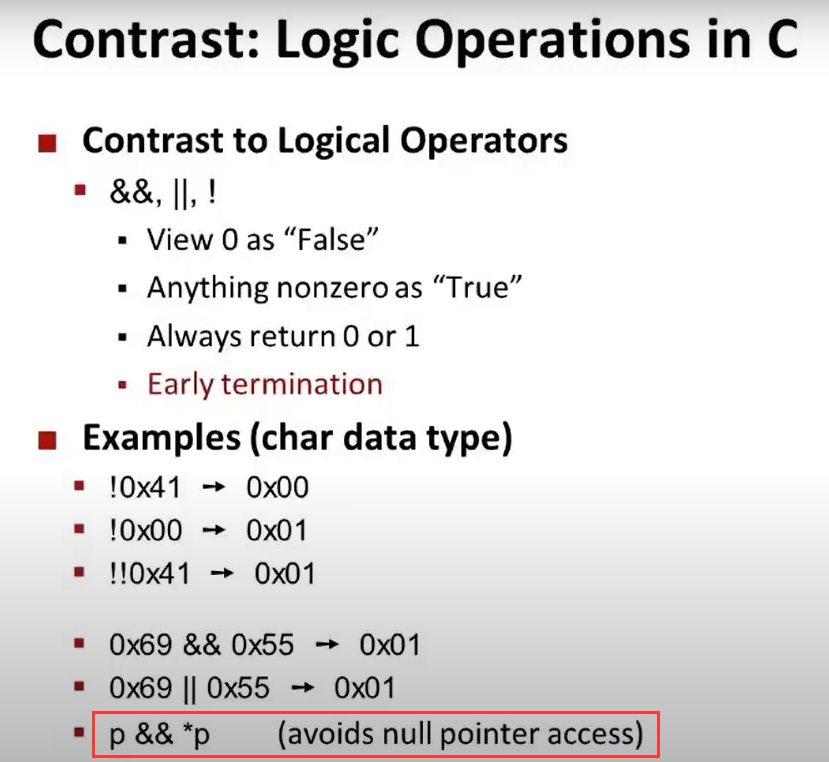 Contrast: Logic Operations in C
Contrast to Logical Operators
&&, ||, !
View 0 as “False”
Anything nonzero as “True”
Always return 0 or 1
Early termination
Examples (char data type)
!0x41 → 0x00
!0x00 → 0x01
!!0x41 → 0x01
0x69 && 0x55 → 0x01
0x69 || 0x55 → 0x01
p && *p (avoids null pointer access)